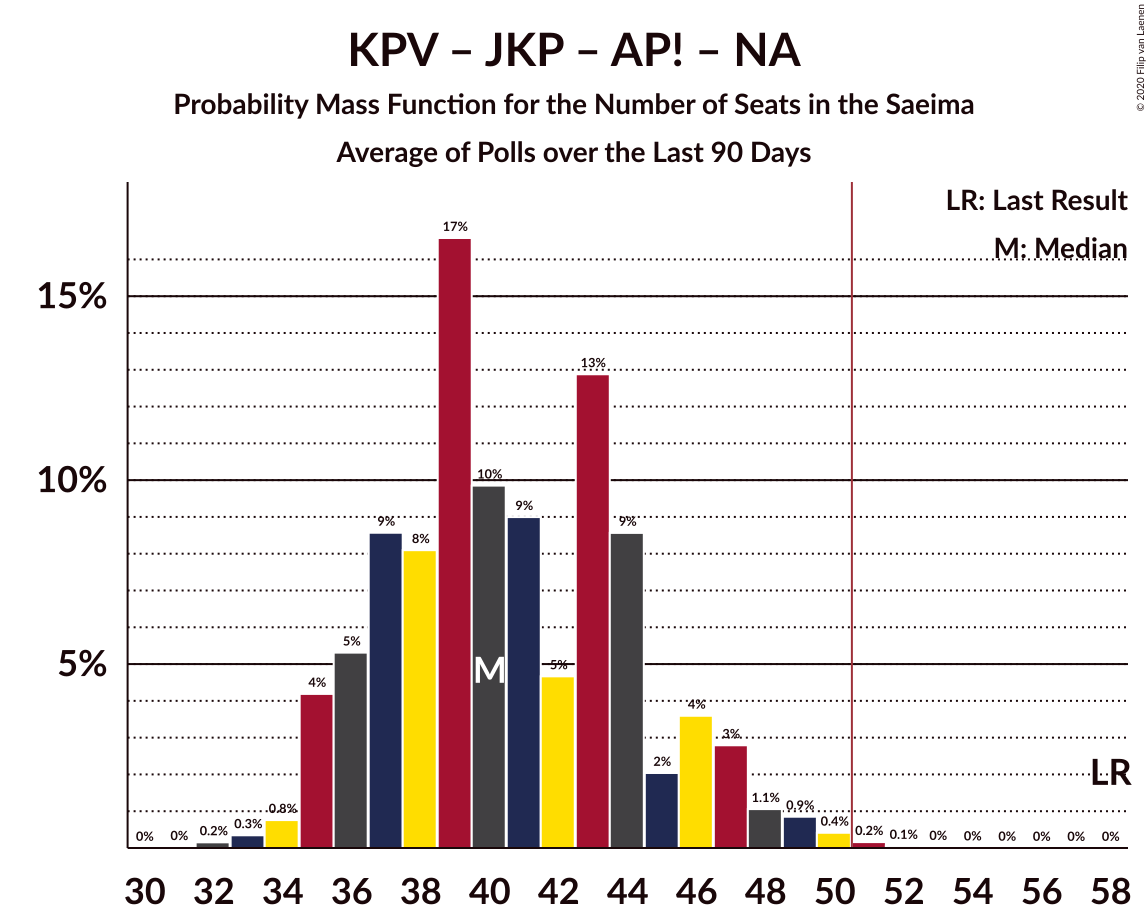 KPV – JKP – AP! – NA
Probability Mass Function for the Number of Seats in the Saeima
Average of Polls over the Last 90 Days
© 2020 Filip van Laenen
LR: Last Result
M: Median
15%
10%
5%
0% 0% 0.2% 0.3% 0.8% 4% 5% 9% 8% 17% 10% 9% 5% 13% 9% 2% 4% 3% 1.1% 0.9% 0.4% 0.2% 0.1% 0% 0% 0% 0% 0% 0%
M
LR
30 32 34 36 38 40 42 44 46 48 50 52 54 56 58